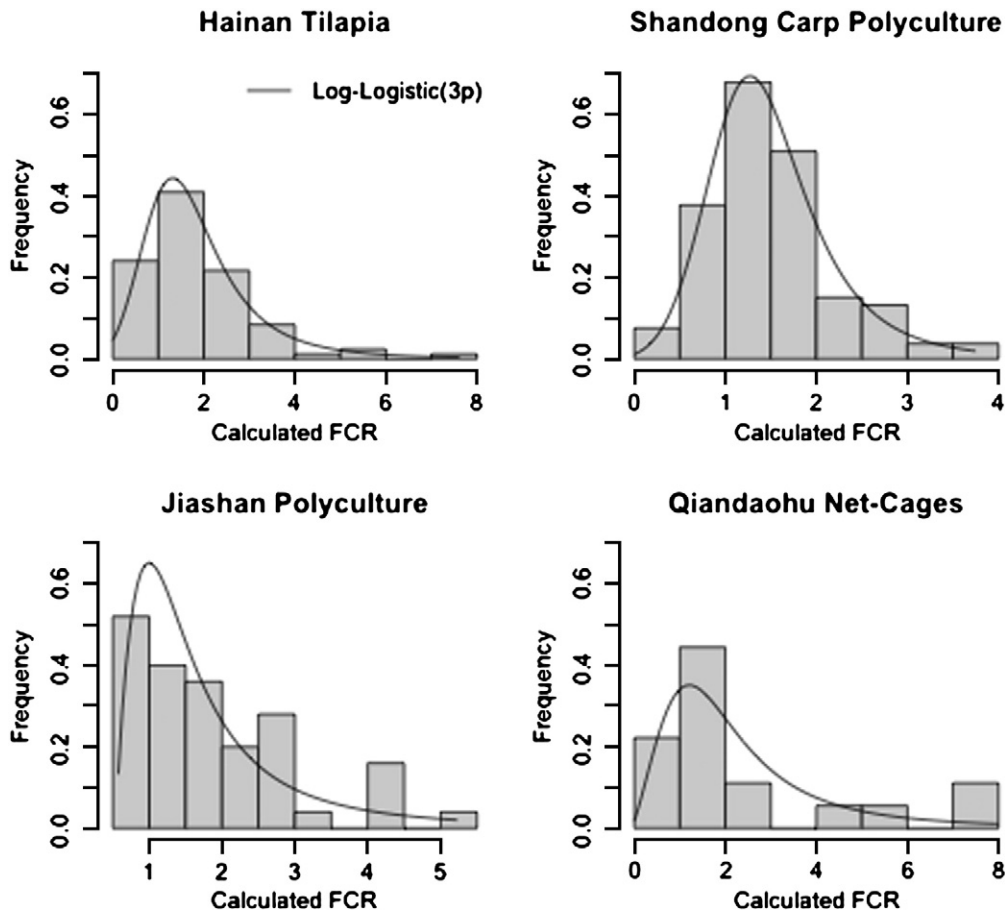 Hainan Tilapia
Log-Logistic(3p)
Frequency
0.0 0.2 0.4 0.6
0 2 4 6 8
Calculated FCR
Shandong Carp Polyculture
Frequency
0.0 0.2 0.4 0.6
0 1 2 3 4
Calculated FCR
Jiashan Polyculture
Frequency
0.0 0.2 0.4 0.6
1 2 3 4 5
Calculated FCR
Qiandaohu Net-Cages
Frequency
0.0 0.2 0.4 0.6
0 2 4 6 8
Calculated FCR